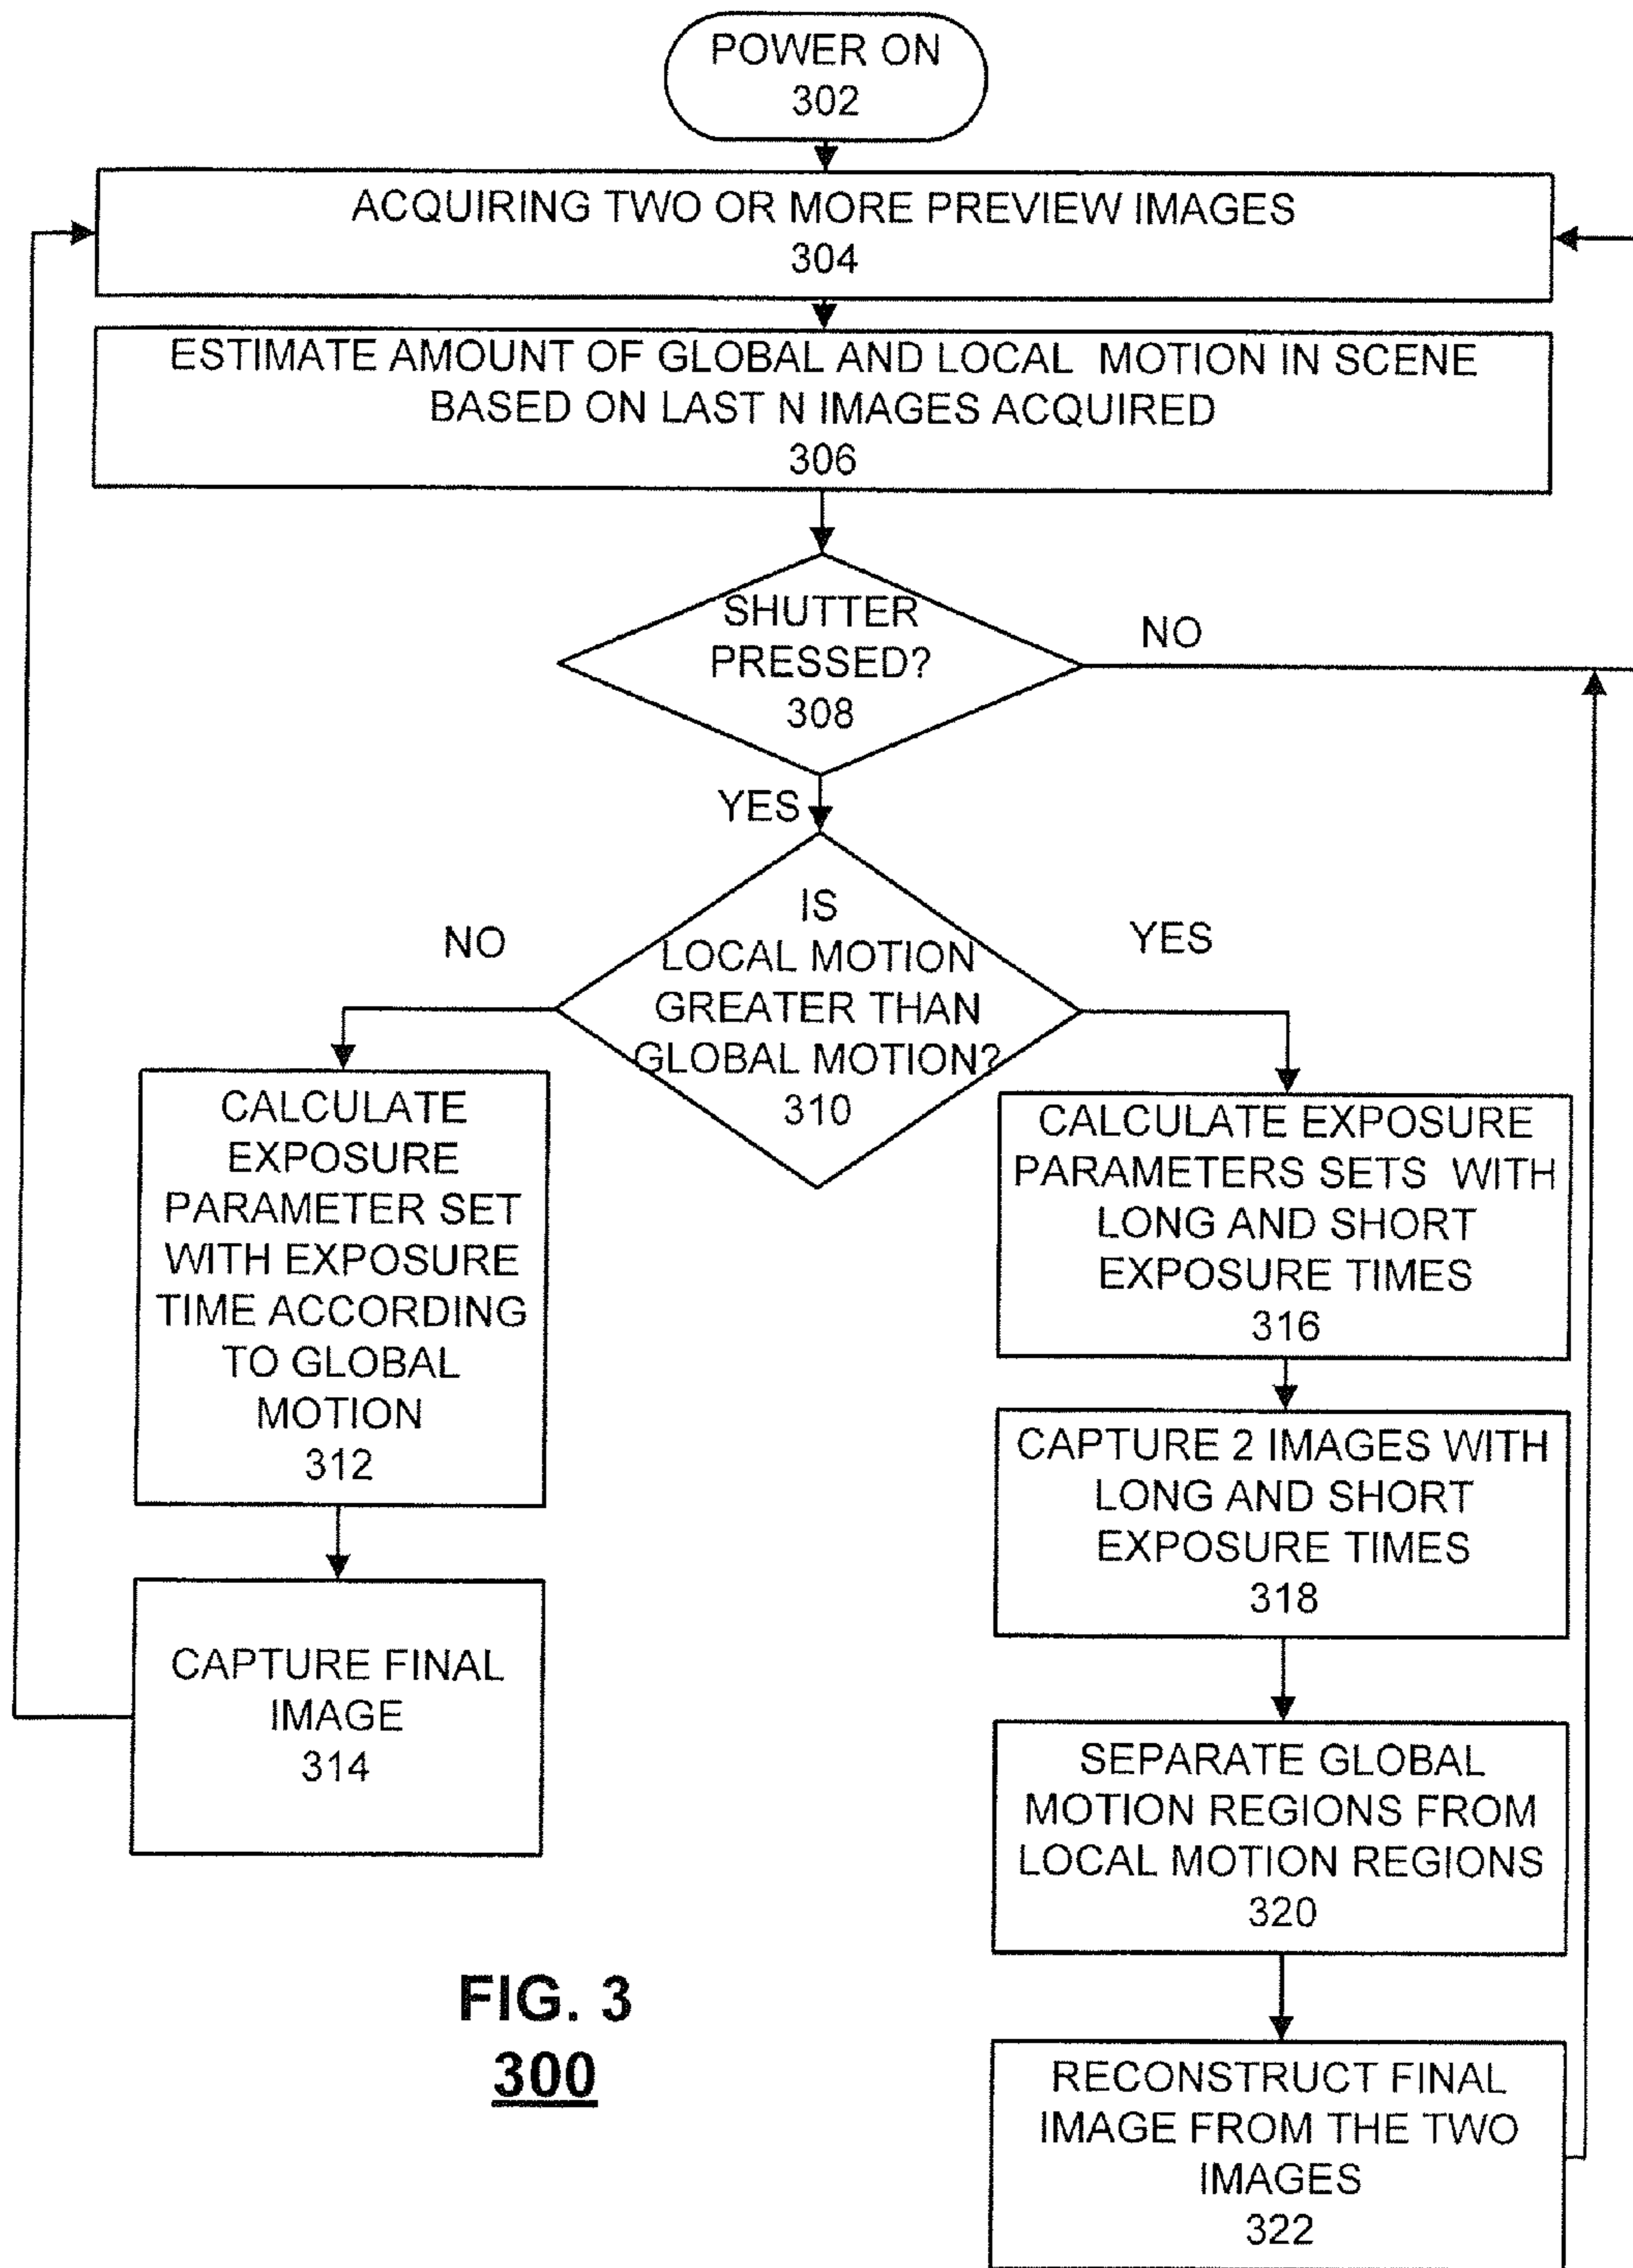 POWER ON
302
ACQUIRING TWO OR MORE PREVIEW IMAGES
304
ESTIMATE AMOUNT OF GLOBAL AND LOCAL MOTION IN SCENE
BASED ON LAST N IMAGES ACQUIRED
306
SHUTTER
PRESSED?
308
NO
YES
IS
LOCAL MOTION
GREATER THAN
GLOBAL MOTION?
310
NO
YES
CALCULATE
EXPOSURE
PARAMETER SET
WITH EXPOSURE
TIME ACCORDING
TO GLOBAL
MOTION
312
CAPTURE FINAL
IMAGE
314
CALCULATE EXPOSURE
PARAMETERS SETS WITH
LONG AND SHORT
EXPOSURE TIMES
316
CAPTURE 2 IMAGES WITH
LONG AND SHORT
EXPOSURE TIMES
318
SEPARATE GLOBAL
MOTION REGIONS FROM
LOCAL MOTION REGIONS
320
RECONSTRUCT FINAL
IMAGE FROM THE TWO
IMAGES
322
FIG. 3
300